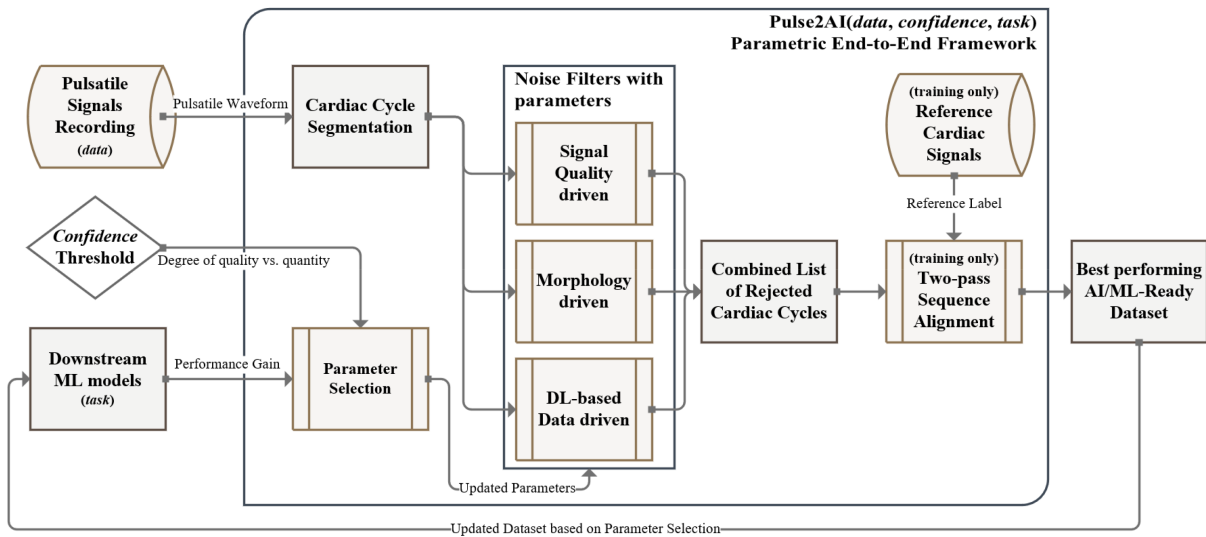 Pulse2AI(data, confidence, task)
Parametric End-to-End Framework
Pulsatile
Signals
Recording
(data)
Pulsatile Waveform
Cardiac Cycle
Segmentation
Noise Filters with
parameters
Signal
Quality
driven
Morphology
driven
DL-based
Data driven
(training only)
Reference
Cardiac
Signals
Reference Label
Confidence
Threshold
Degree of quality vs. quantity
Combined List
of Rejected
Cardiac Cycles
(training only)
Two-pass
Sequence
Alignment
Best performing
AI/ML-Ready
Dataset
Downstream
ML models
(task)
Performance Gain
Parameter
Selection
Updated Parameters
Updated Dataset based on Parameter Selection